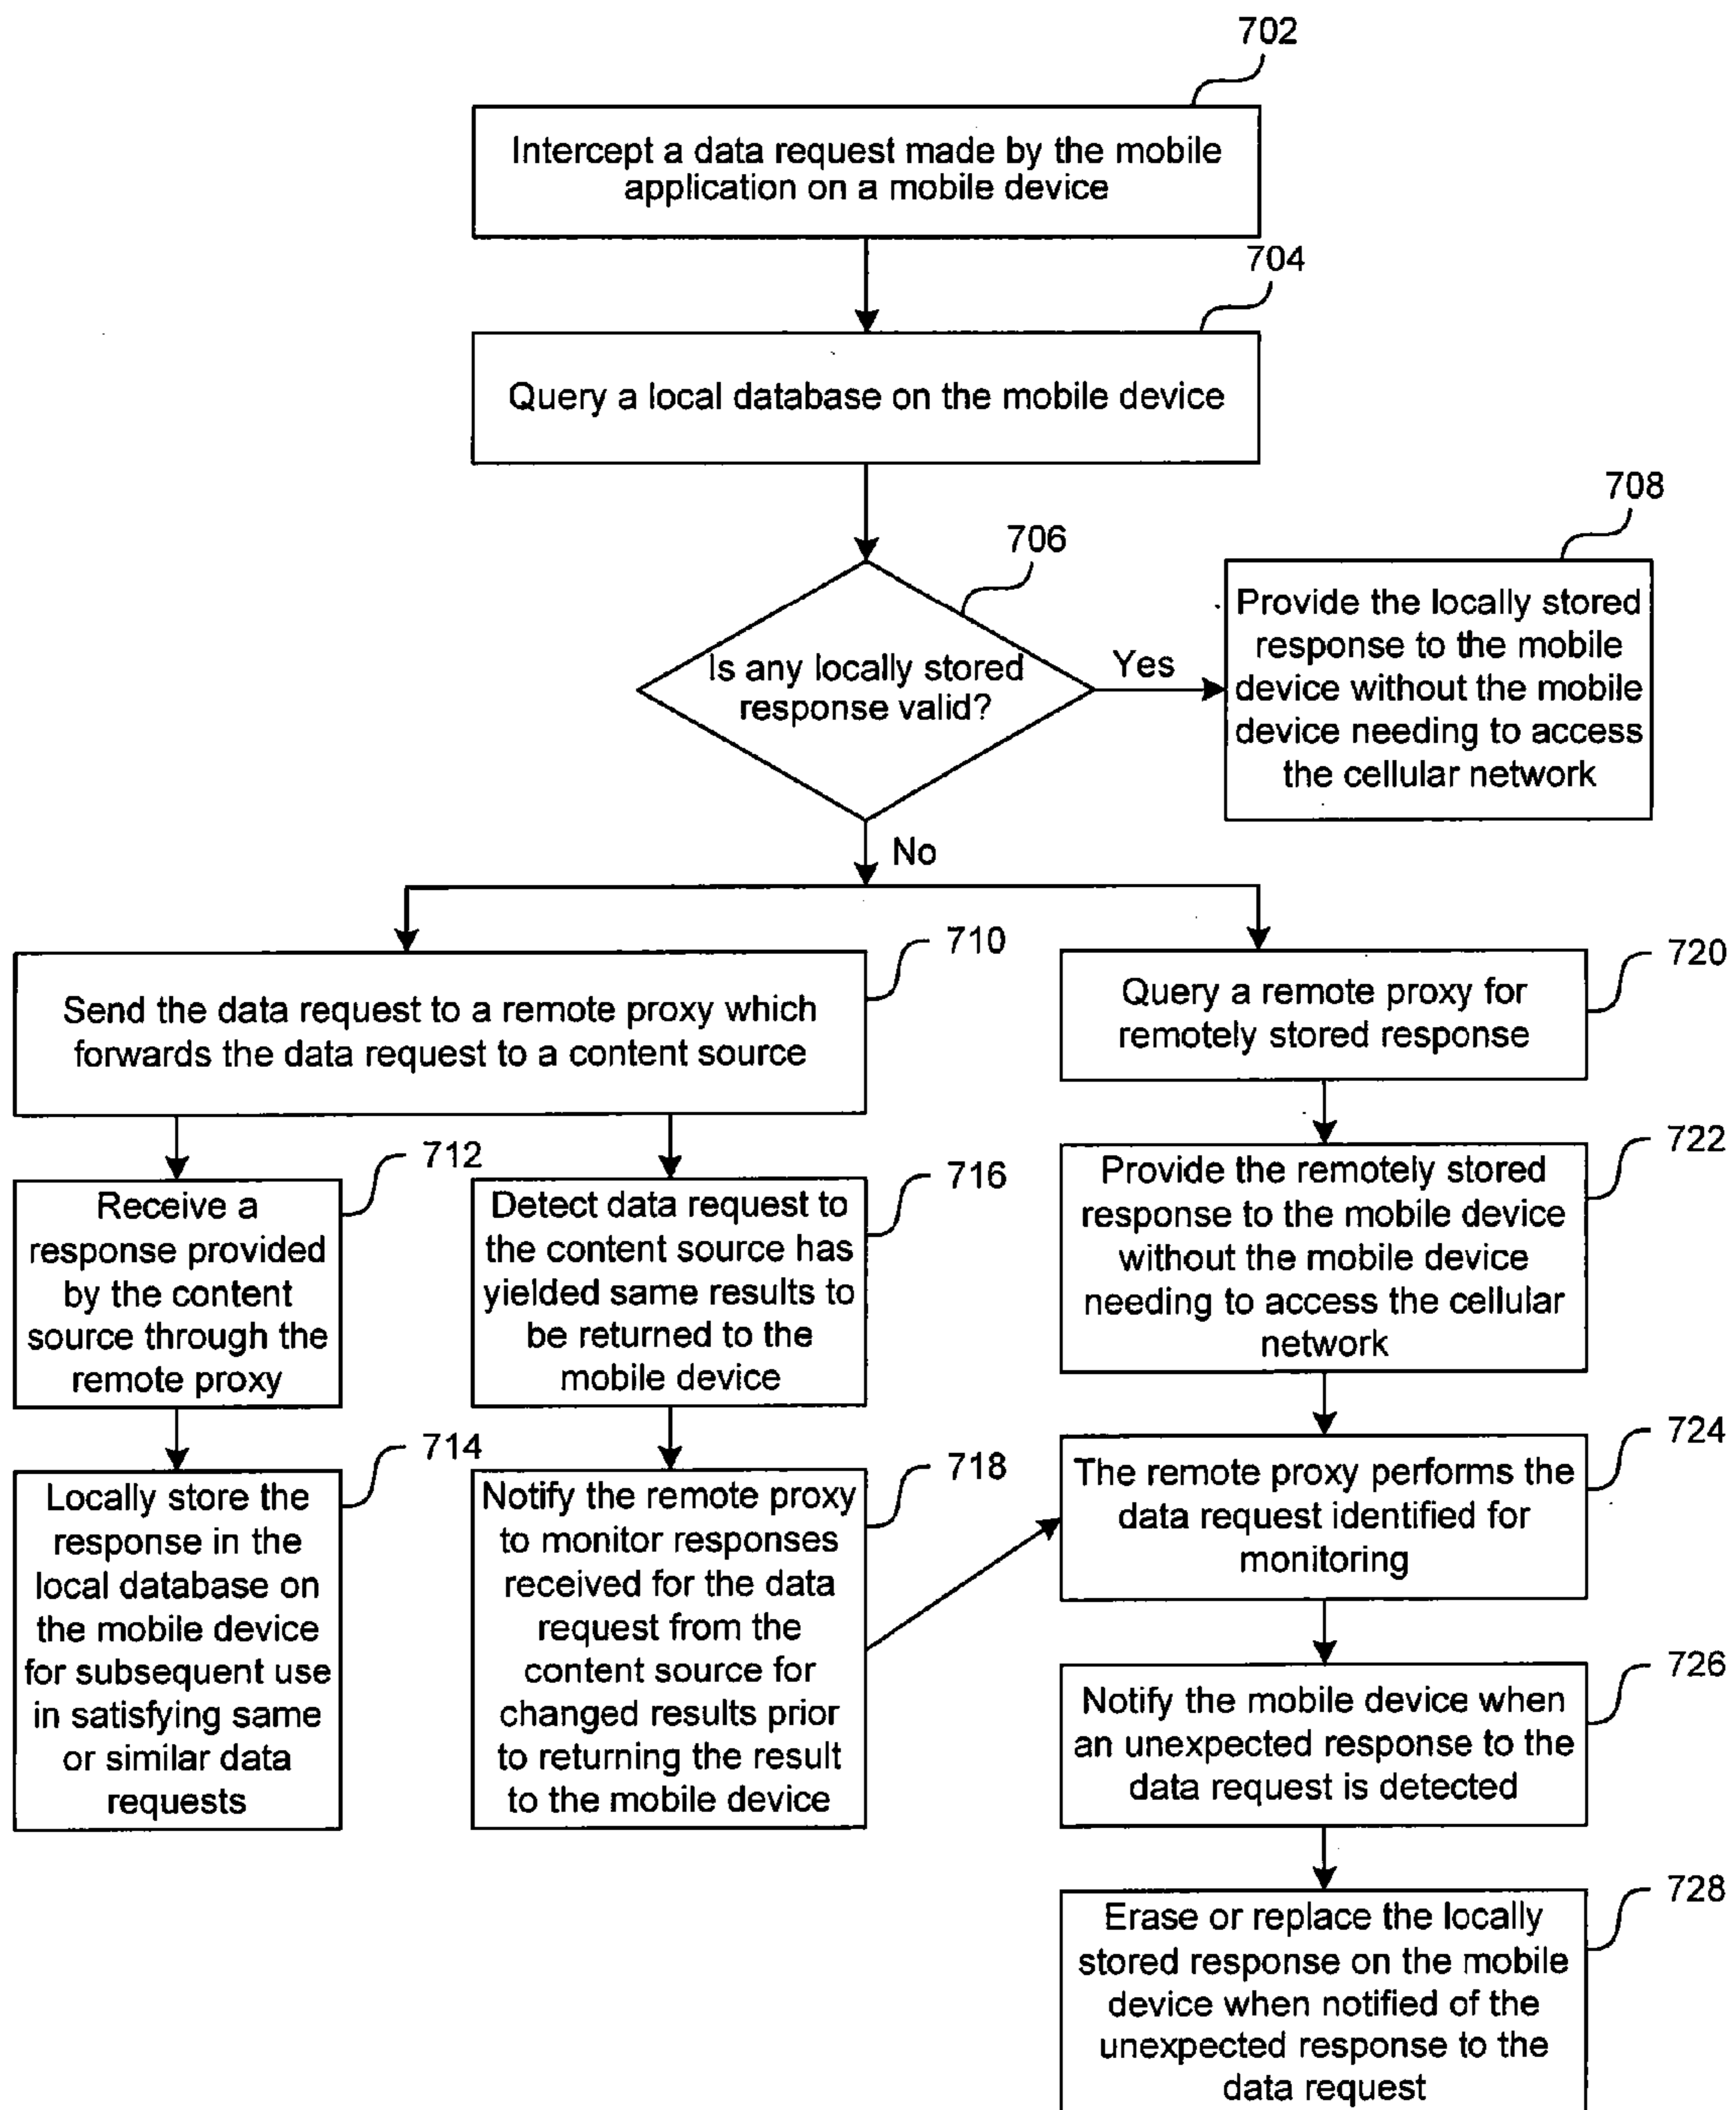 702
Intercept a data request made by the mobile
application on a mobile device
704
Query a local database on the mobile device
706
Is any locally stored
response valid?
Yes
708
Provide the locally stored
response to the mobile
device without the mobile
device needing to access
the cellular network
No
710
Send the data request to a remote proxy which
forwards the data request to a content source
712
Receive a
response provided
by the content
source through the
remote proxy
714
Locally store the
response in the
local database on
the mobile device
for subsequent use
in satisfying same
or similar data
requests
716
Detect data request to
the content source has
yielded same results to
be returned to the
mobile device
718
Notify the remote proxy
to monitor responses
received for the data
request from the
content source for
changed results prior
to returning the result
to the mobile device
720
Query a remote proxy for
remotely stored response
722
Provide the remotely stored
response to the mobile device
without the mobile device
needing to access the cellular
network
724
The remote proxy performs the
data request identified for
monitoring
726
Notify the mobile device when
an unexpected response to the
data request is detected
728
Erase or replace the locally
stored response on the mobile
device when notified of the
unexpected response to the
data request